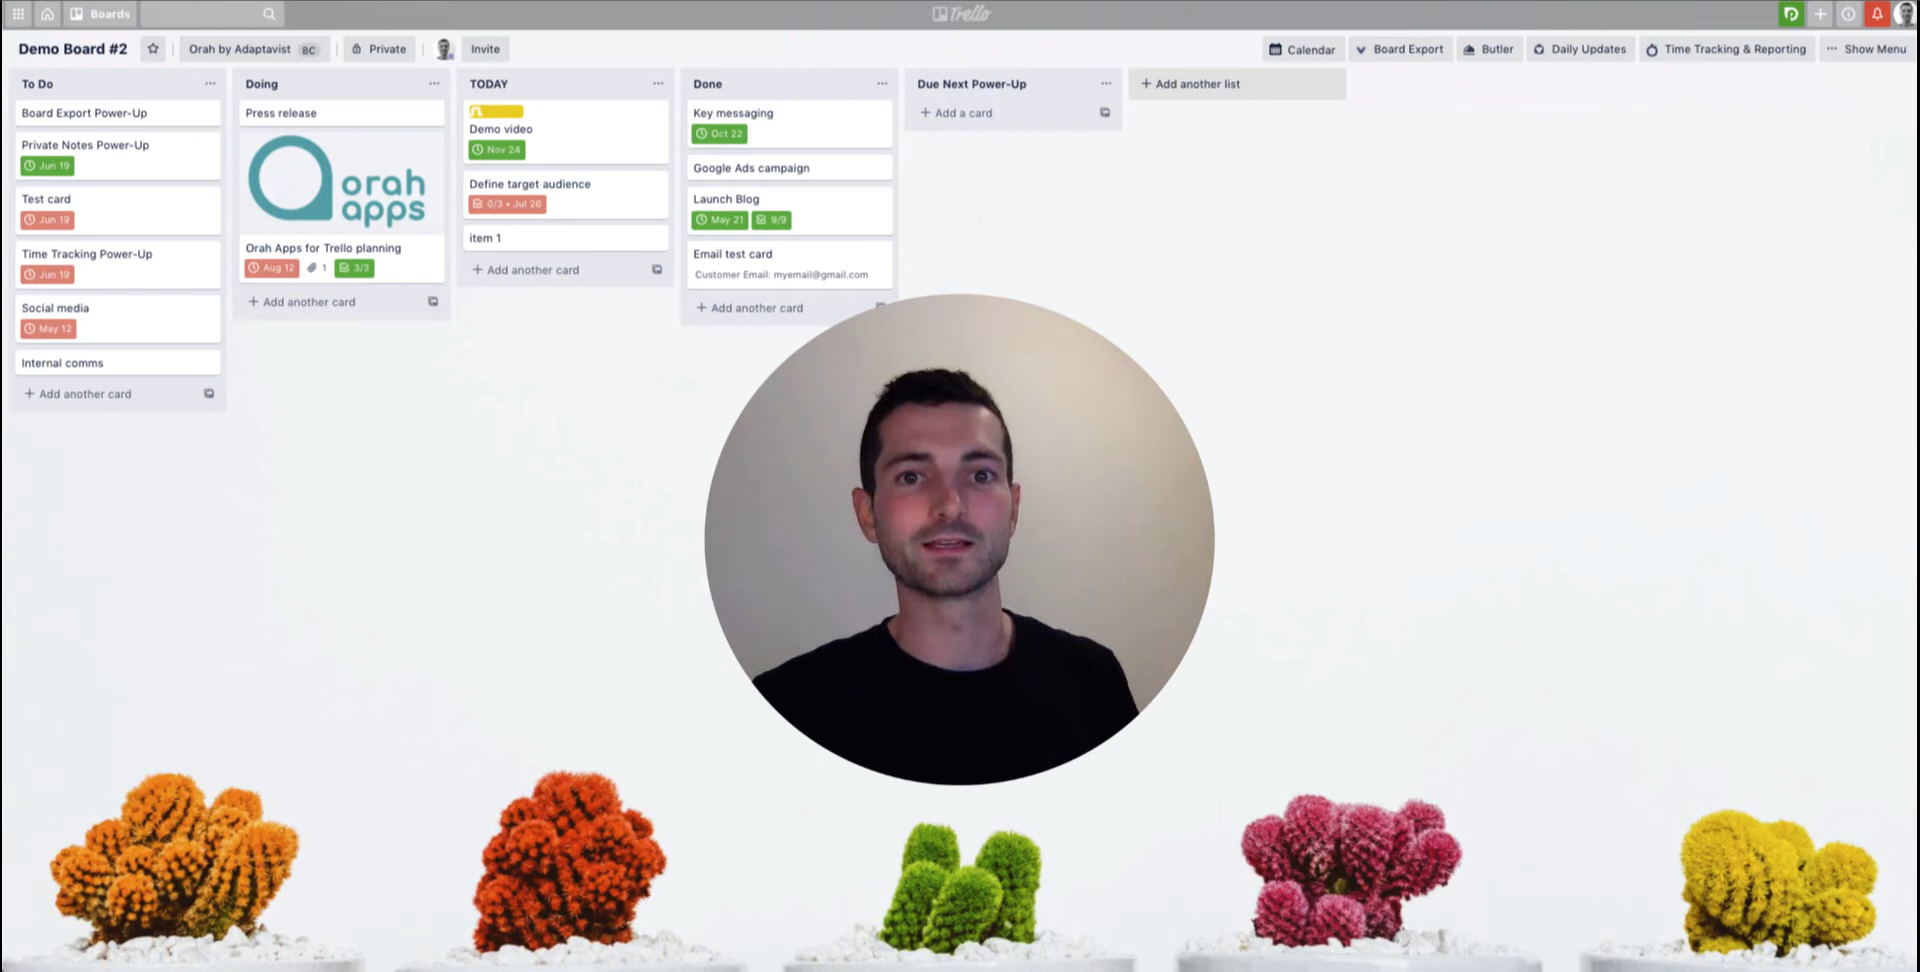 Boards
Trello
Demo Board #2
Orah by Adaptavist BC
Private
Invite
Calendar
Board Export
Butler
Daily Updates
Time Tracking & Reporting
Show Menu
To Do
Board Export Power-Up
Private Notes Power-Up
Jun 19
Test card
Jun 19
Time Tracking Power-Up
Jun 19
Social media
May 12
Internal comms
+ Add another card
Doing
Press release
orah
apps
Orah Apps for Trello planning
Aug 12 1 3/3
+ Add another card
TODAY
Demo video
Nov 24
Define target audience
0/3 • Jul 26
item 1
+ Add another card
Done
Key messaging
Oct 22
Google Ads campaign
Launch Blog
May 21 9/9
Email test card
Customer Email: myemail@gmail.com
+ Add another card
Due Next Power-Up
+ Add a card
+ Add another list